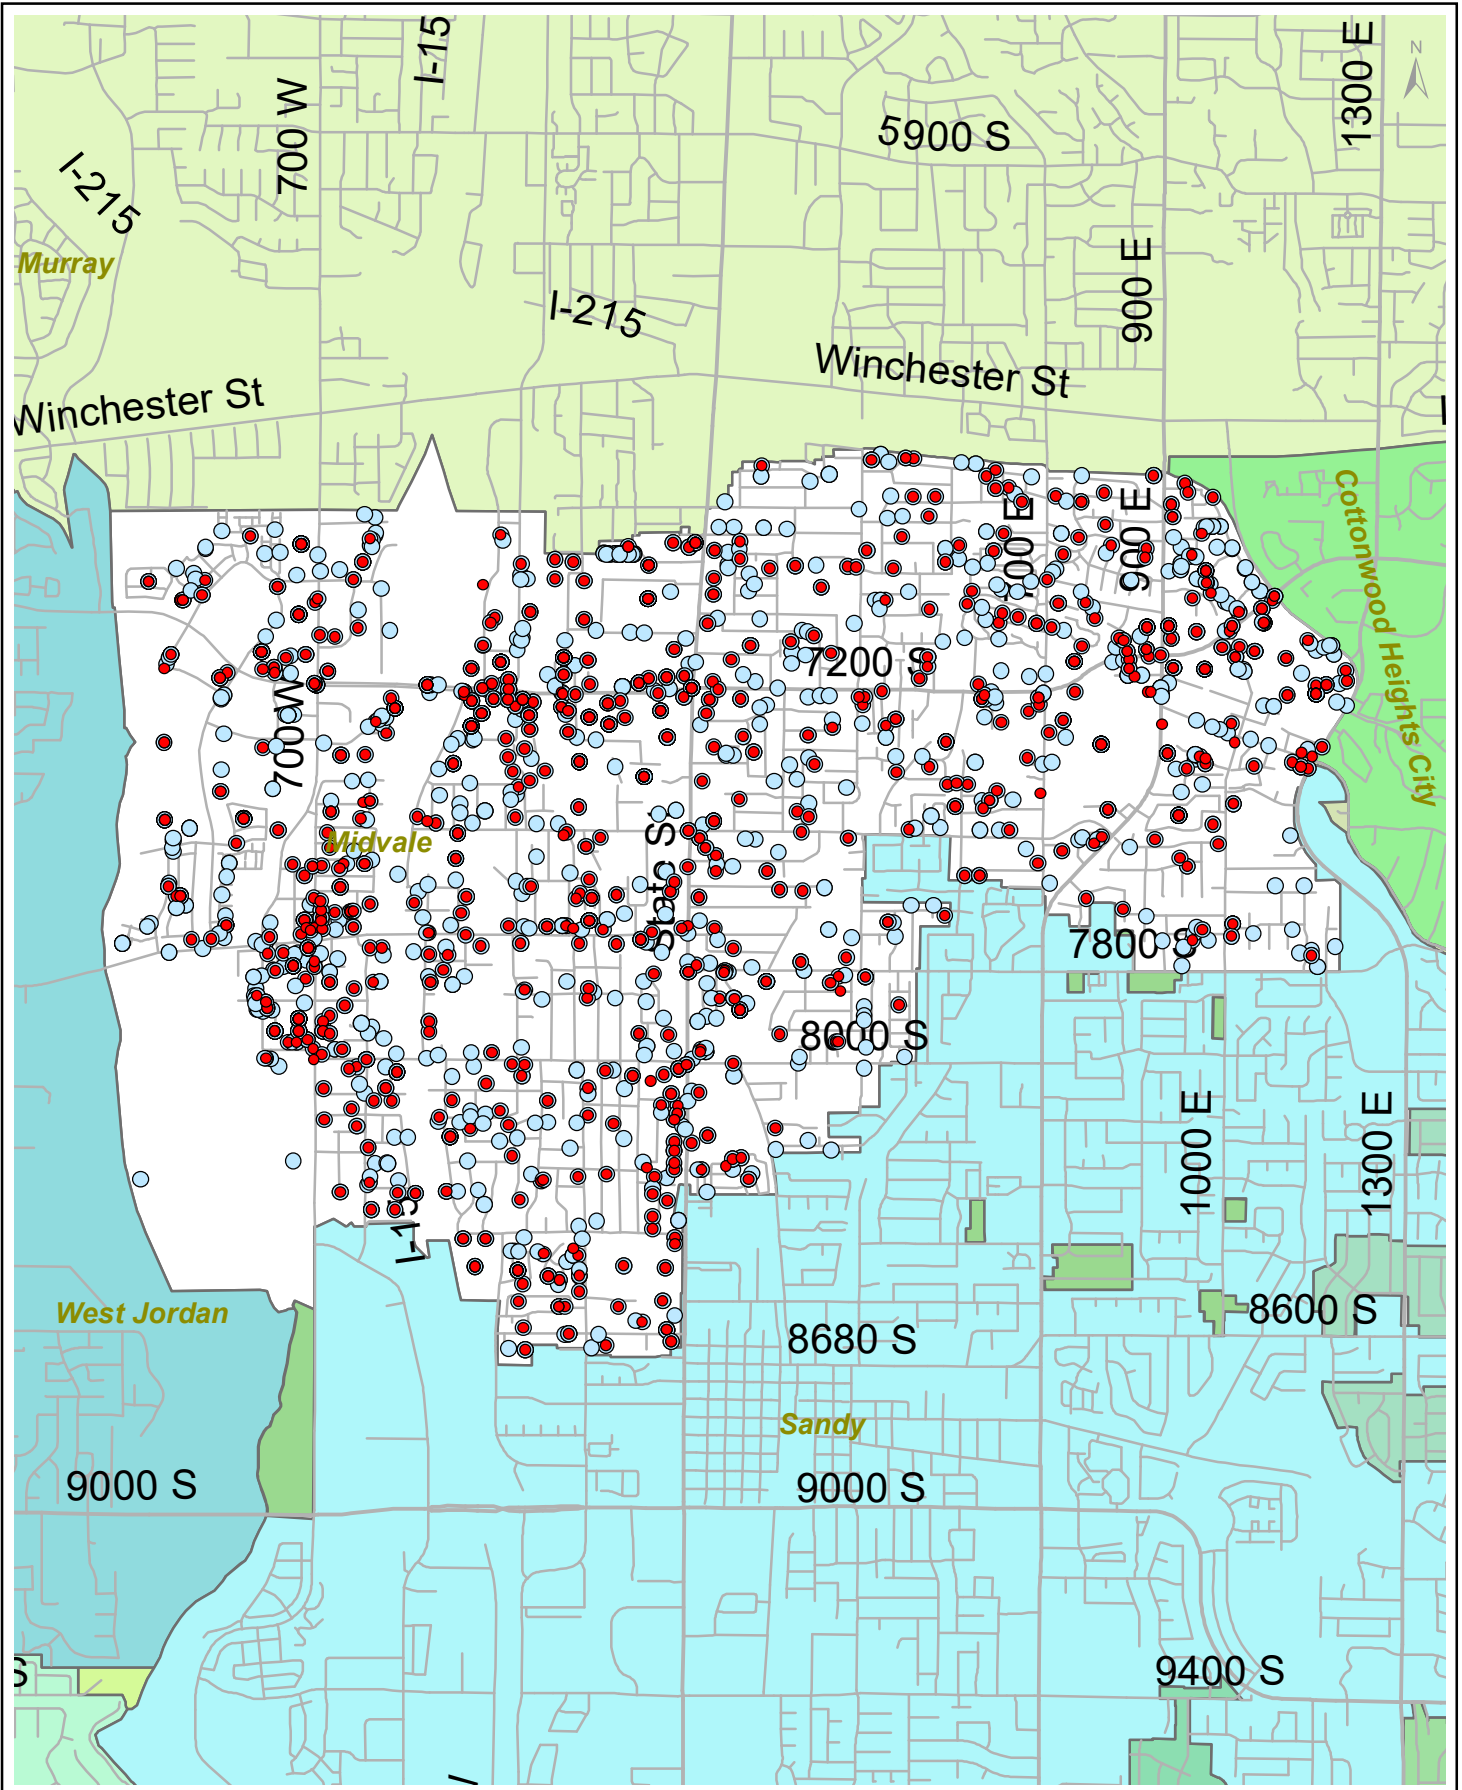 I-15
1300 E
N
700 W
5900 S
I-215
Murray
900 E
I-215
Winchester St
Winchester St
Cottonwood Heights City
900 E
700 E
7200 S
700 W
Midvale
State St
7800 S
8000 S
1000 E
1300 E
I-15
West Jordan
8600 S
8680 S
Sandy
9000 S
9000 S
S
9400 S